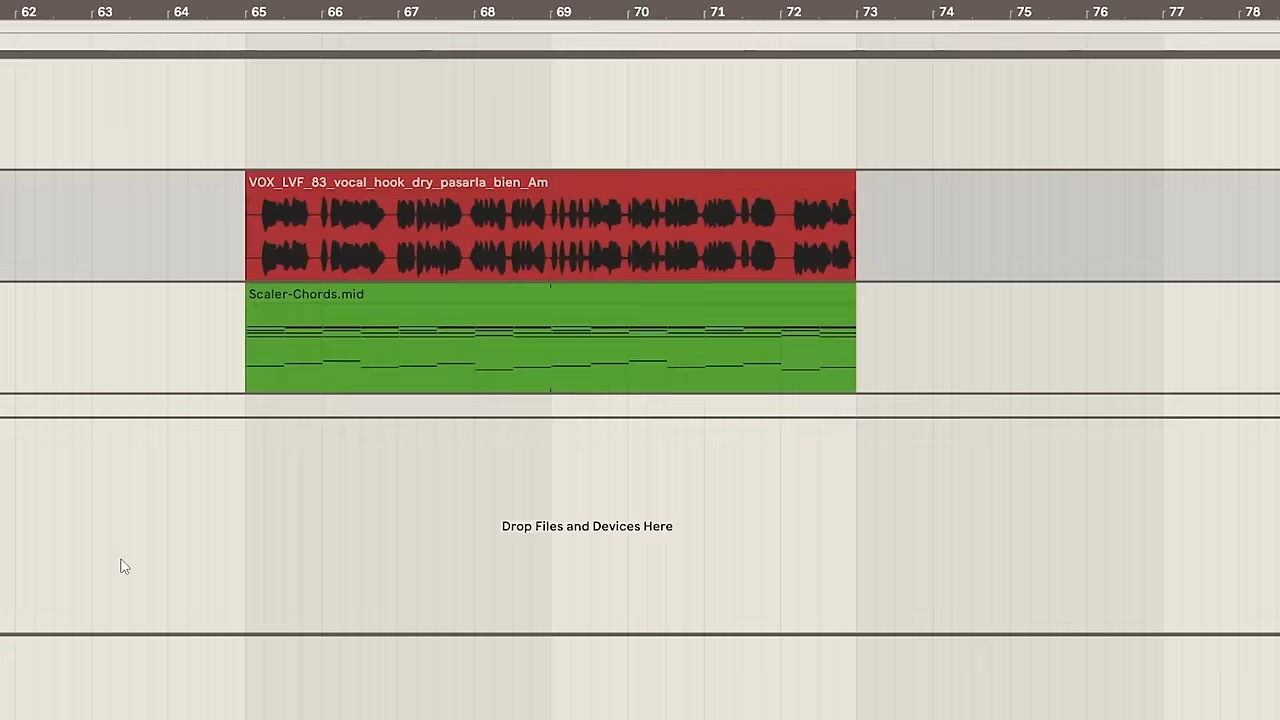 62 63 64 65 66 67 68 69 70 71 72 73 74 75 76 77 78
VOX_LVF_83_vocal_hook_dry_pasarla_bien_Am
Scaler-Chords.mid
Drop Files and Devices Here